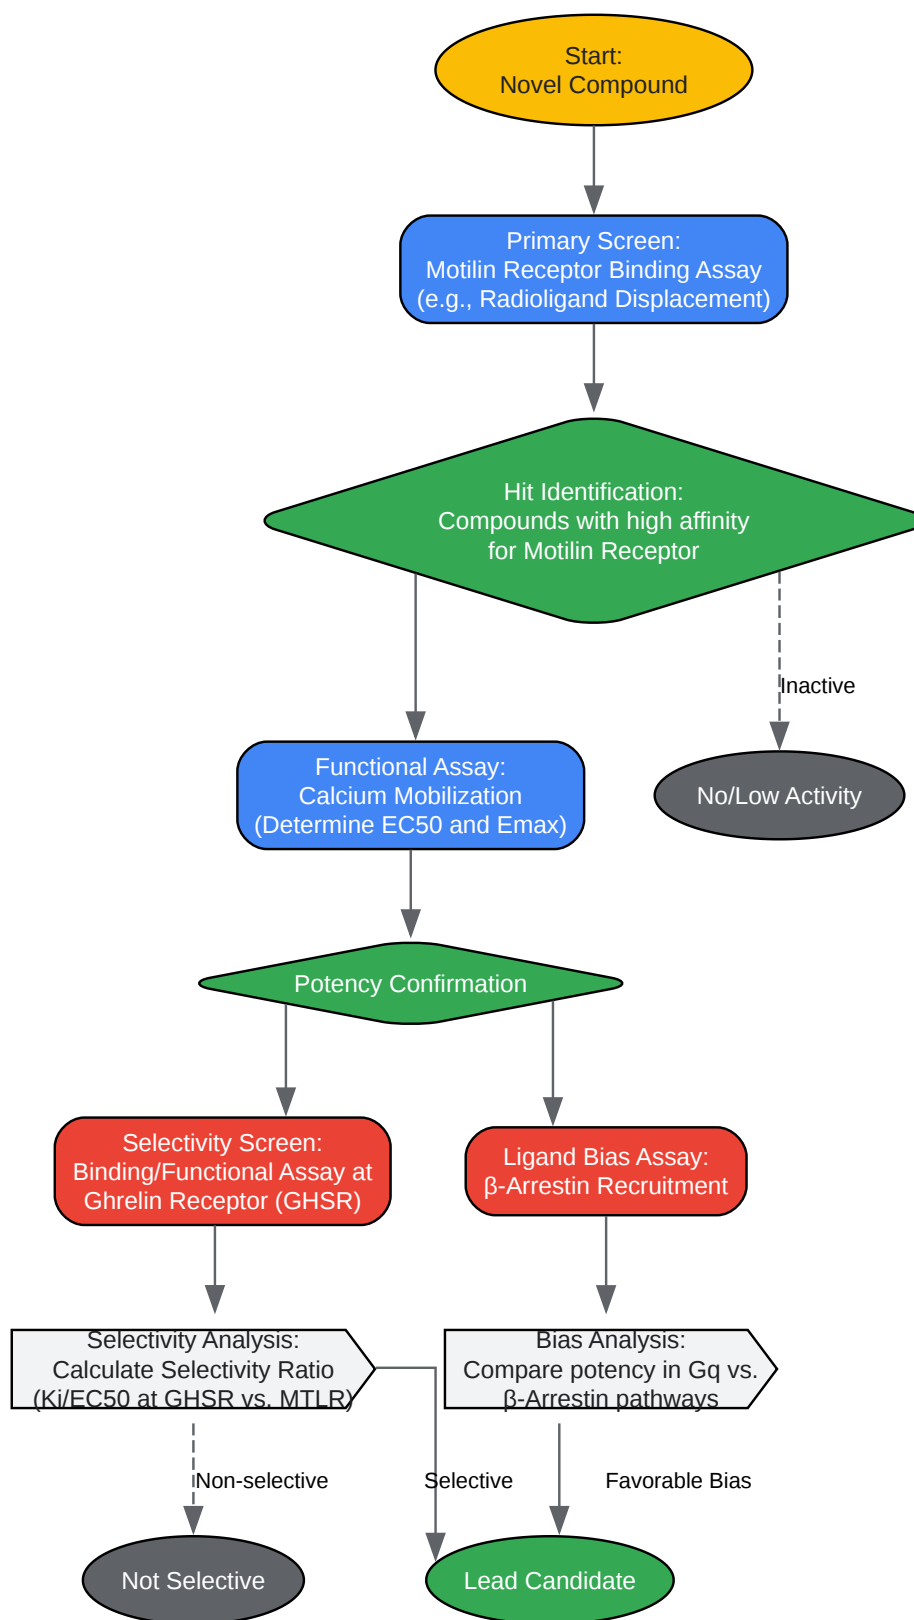 Start:
Novel Compound
Primary Screen:
Motilin Receptor Binding Assay
(e.g., Radioligand Displacement)
Hit Identification:
Compounds with high affinity
for Motilin Receptor
Inactive
Functional Assay:
Calcium Mobilization
(Determine EC50 and Emax)
No/Low Activity
Potency Confirmation
Selectivity Screen:
Binding/Functional Assay at
Ghrelin Receptor (GHSR)
Ligand Bias Assay:
β-Arrestin Recruitment
Selectivity Analysis:
Calculate Selectivity Ratio
(Ki/EC50 at GHSR vs. MTLR)
Bias Analysis:
Compare potency in Gq vs.
β-Arrestin pathways
Non-selective
Selective
Favorable Bias
Not Selective
Lead Candidate